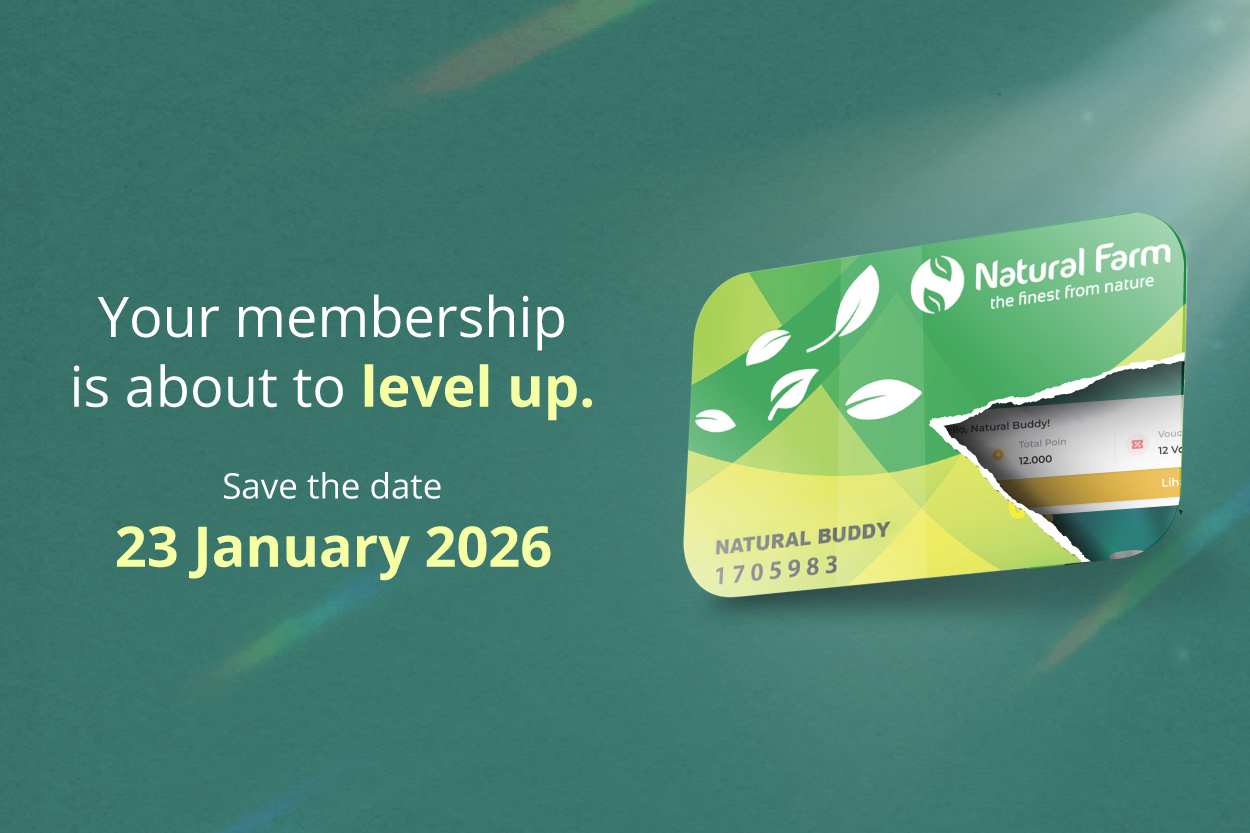 Your membership
is about to level up.
Save the date
23 January 2026
Natural Farm
the finest from nature
Natural Buddy!
Total Poin
12.000
12
NATURAL BUDDY
1705983